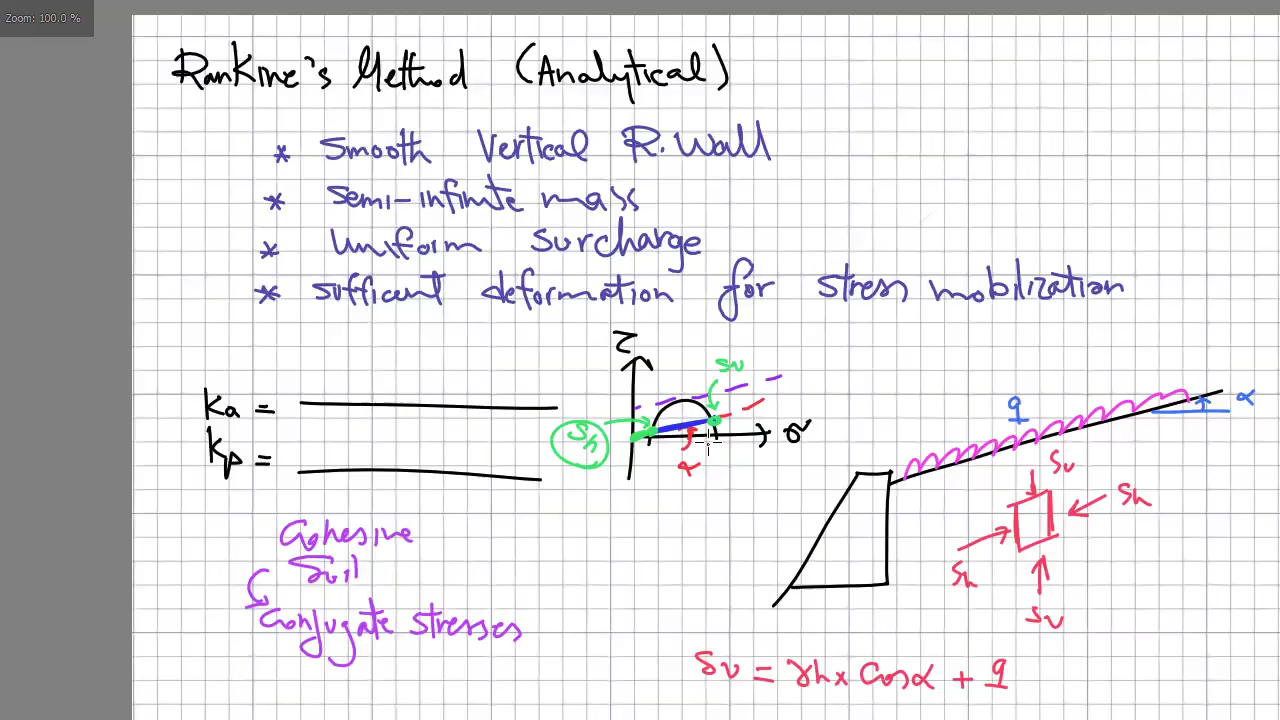 Zoom: 100.0 %
Rankine's Method (Analytical)
* Smooth Vertical R. Wall
* semi-infinite mass
* uniform surcharge
* sufficent deformation for stress mobilization
τ
Sv
Ka =
Sh
σ
α
Kp =
q
α
Sv
Sh
Sh
Sv
Cohesive
Soil
Conjugate stresses
Sv = γh x Cosα + q